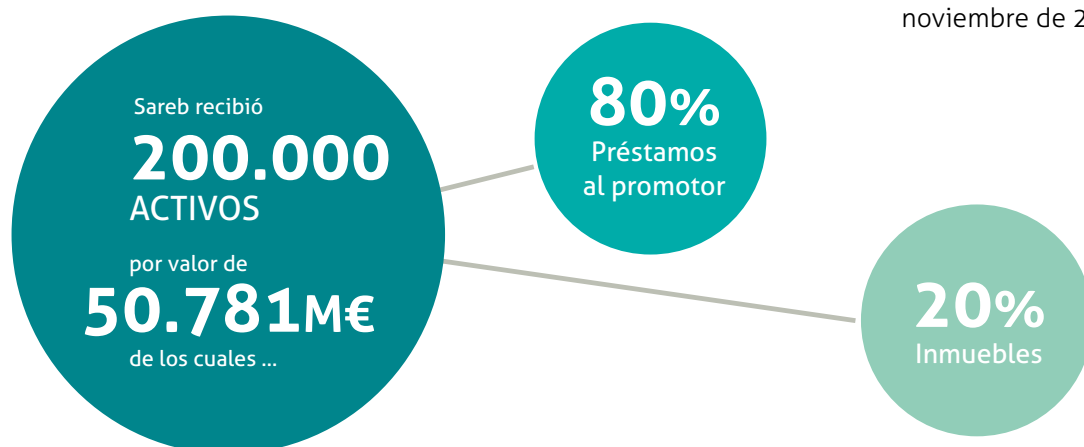 noviembre de 2
Sareb recibió
200.000
ACTIVOS
por valor de
50.781M€
de los cuales ...
80%
Préstamos
al promotor
20%
Inmuebles